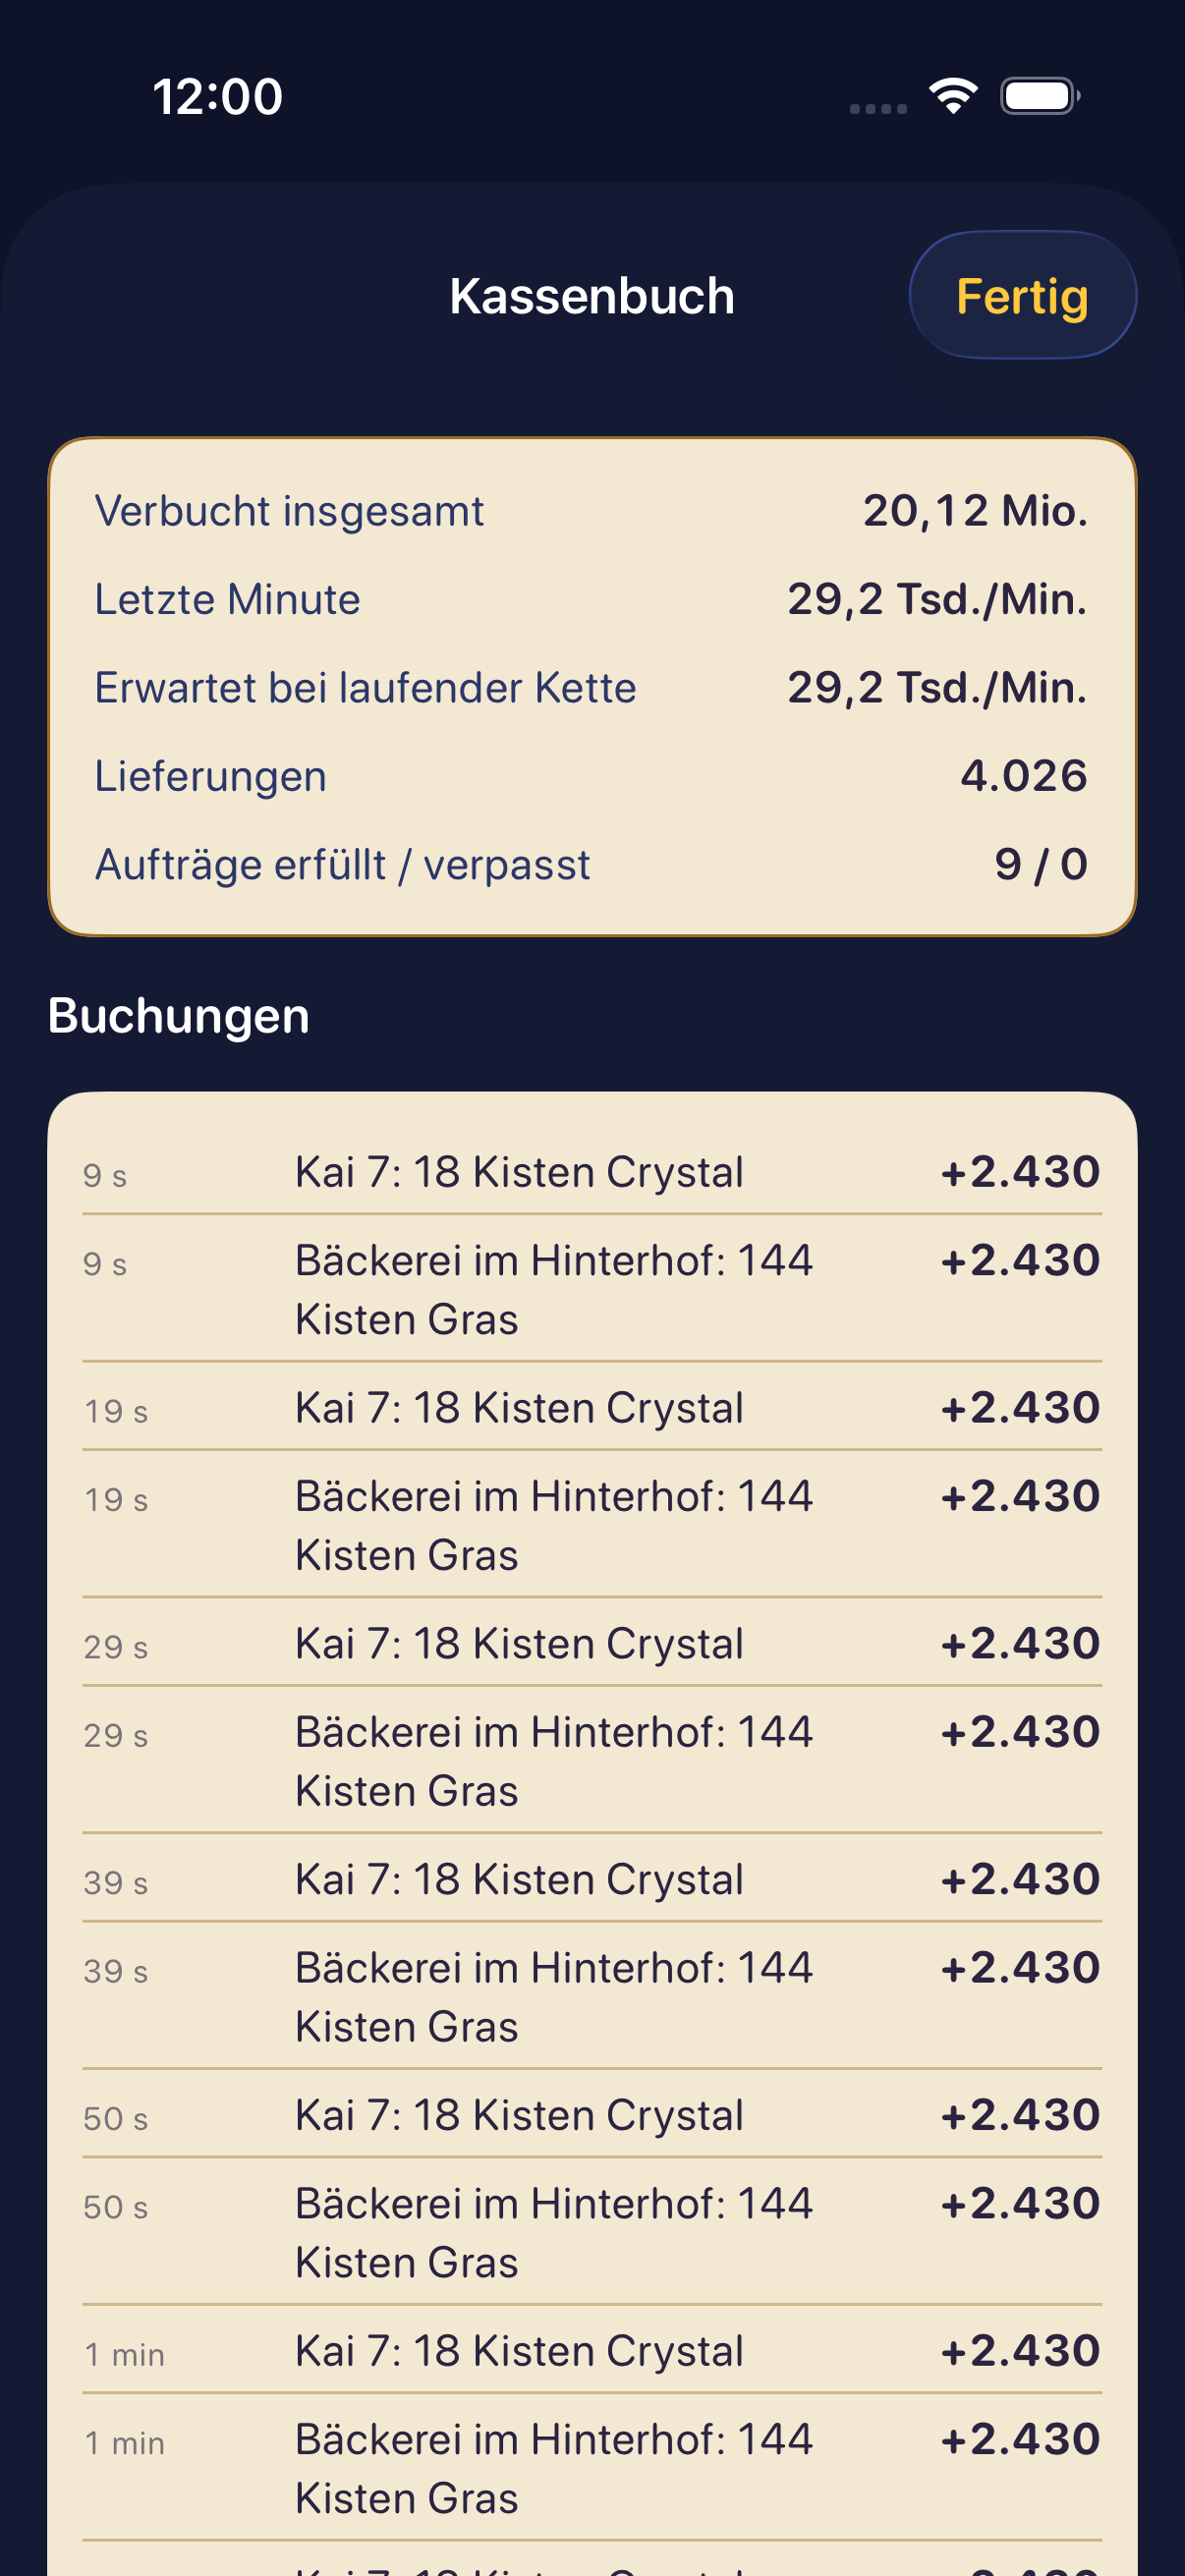 12:00
Kassenbuch
Fertig
Verbucht insgesamt 20,12 Mio.
Letzte Minute 29,2 Tsd./Min.
Erwartet bei laufender Kette 29,2 Tsd./Min.
Lieferungen 4.026
Aufträge erfüllt / verpasst 9 / 0
Buchungen
9 s Kai 7: 18 Kisten Crystal +2.430
9 s Bäckerei im Hinterhof: 144 +2.430
Kisten Gras
19 s Kai 7: 18 Kisten Crystal +2.430
19 s Bäckerei im Hinterhof: 144 +2.430
Kisten Gras
29 s Kai 7: 18 Kisten Crystal +2.430
29 s Bäckerei im Hinterhof: 144 +2.430
Kisten Gras
39 s Kai 7: 18 Kisten Crystal +2.430
39 s Bäckerei im Hinterhof: 144 +2.430
Kisten Gras
50 s Kai 7: 18 Kisten Crystal +2.430
50 s Bäckerei im Hinterhof: 144 +2.430
Kisten Gras
1 min Kai 7: 18 Kisten Crystal +2.430
1 min Bäckerei im Hinterhof: 144 +2.430
Kisten Gras